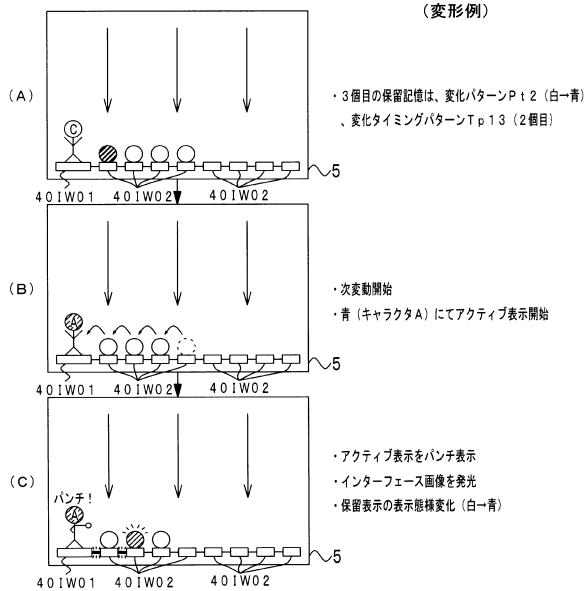 (変形例)
(A)
C
・3個目の保留記憶は、変化パターンPt2(白→青)
、変化タイミングパターンTp13(2個目)
5
40IW01 40IW02 40IW02
(B)
A
・次変動開始
・青(キャラクタA)にてアクティブ表示開始
5
40IW01 40IW02 40IW02
(C)
パンチ!
A
・アクティブ表示をパンチ表示
・インターフェース画像を発光
・保留表示の表示態様変化(白→青)
5
40IW01 40IW02 40IW02